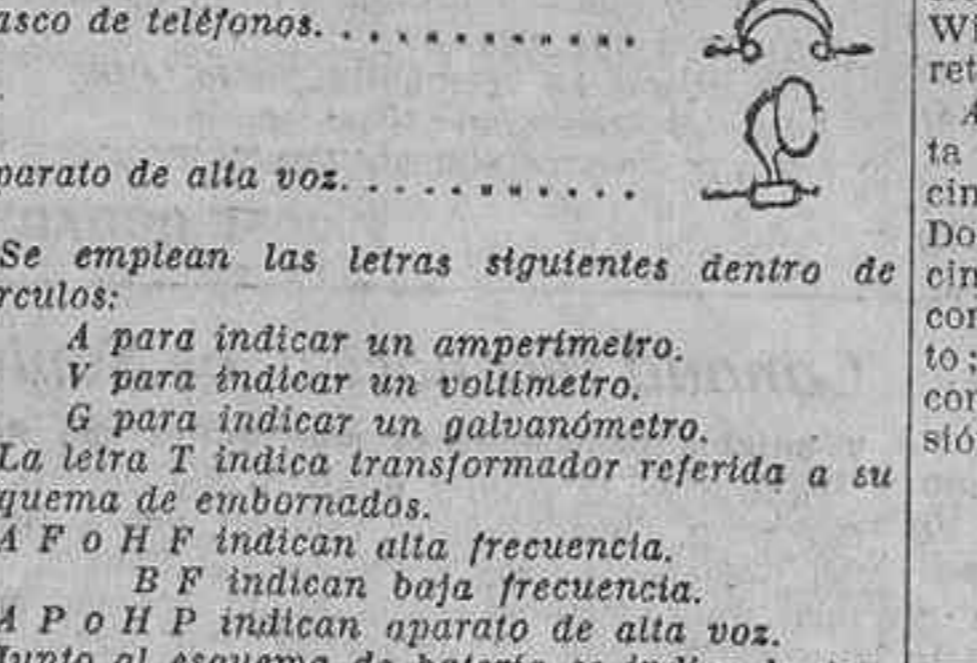 asco de teléfonos. . . . . . . . . . . . .
parato de alta voz. . . . . . . . . . . .
Se emplean las letras siguientes dentro de
rculos:
A para indicar un amperímetro.
V para indicar un voltímetro.
G para indicar un galvanómetro.
La letra T indica transformador referida a su
quema de embornados.
A F o H F indican alta frecuencia.
B F indican baja frecuencia.
A P o H P indican aparato de alta voz.
ret
ta
cin
Do
cin
con
to;
con
sió